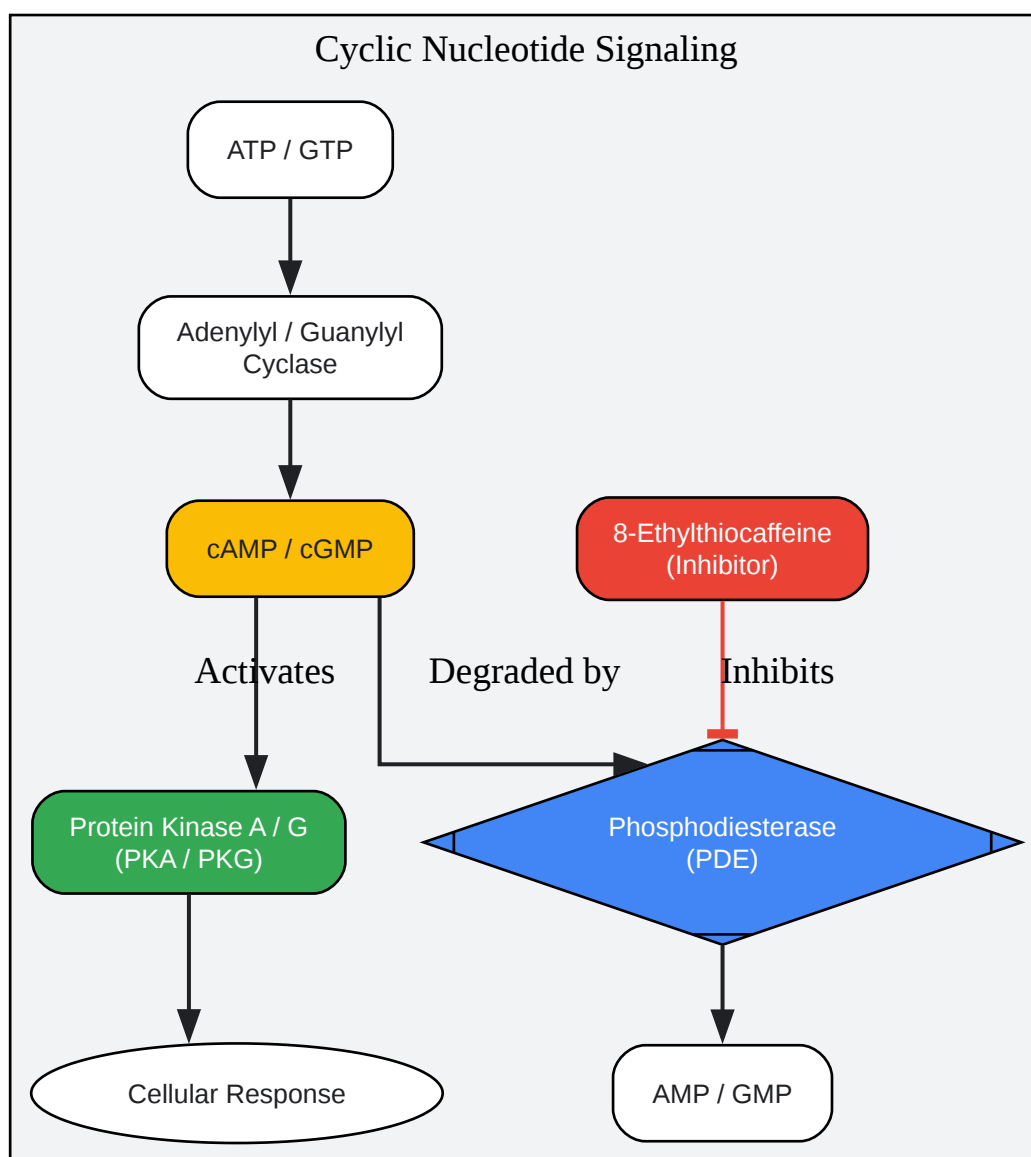 Cyclic Nucleotide Signaling
ATP / GTP
Adenylyl / Guanylyl
Cyclase
cAMP / cGMP
8-Ethylthiocaffeine
(Inhibitor)
Activates
Degraded by
Inhibits
Protein Kinase A / G
(PKA / PKG)
Phosphodiesterase
(PDE)
Cellular Response
AMP / GMP